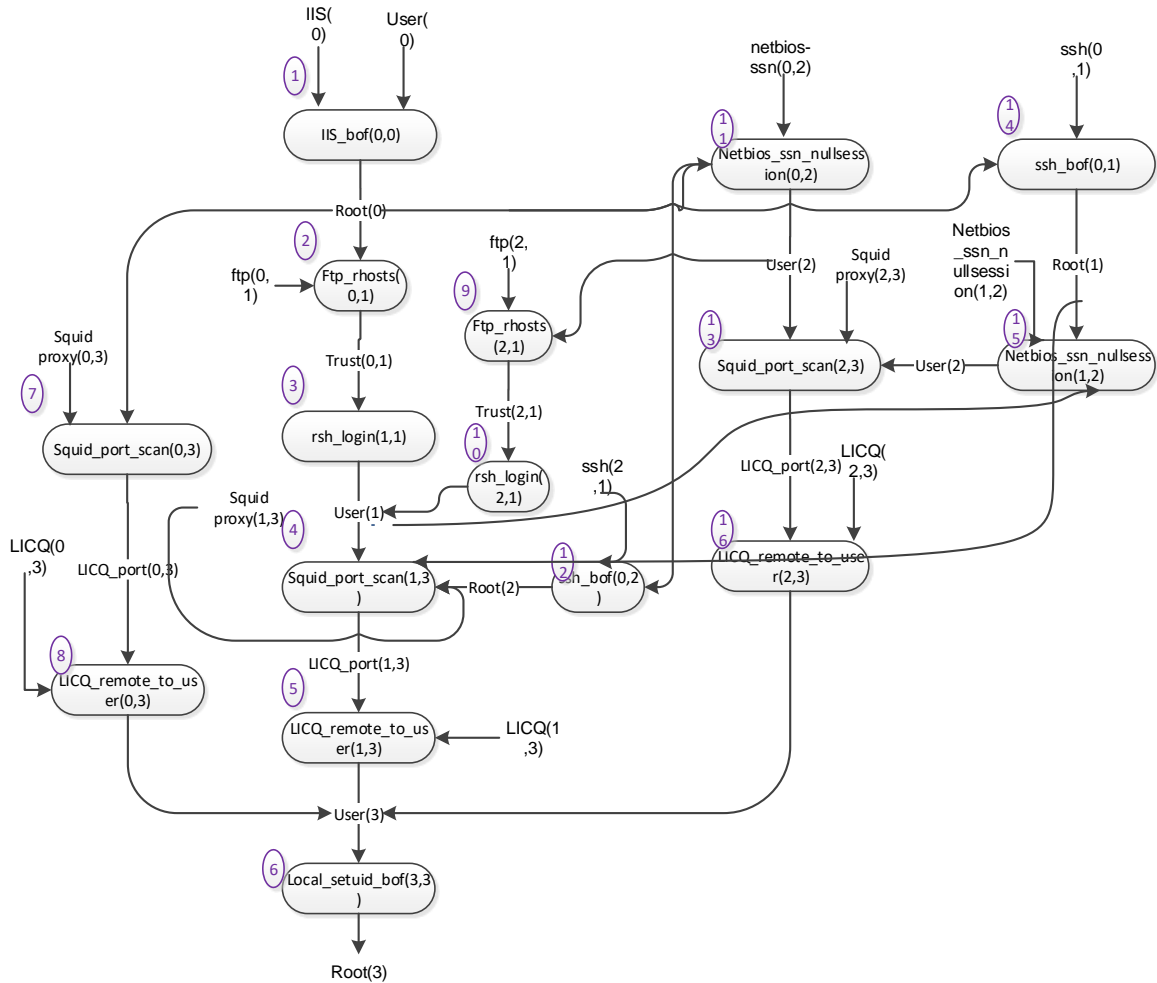 IIS(
0)
User(
0)
netbios-
ssn(0,2)
ssh(0
,1)
1
IIS_bof(0,0)
1
1
Netbios_ssn_nullsess
ion(0,2)
1
4
ssh_bof(0,1)
Root(0)
2
ftp(0,
1)
Ftp_rhosts(
0,1)
ftp(2,
1)
9
Ftp_rhosts
(2,1)
User(2)
Squid
proxy(2,3)
Netbios
_ssn_n
ullsessi
on(1,2)
Root(1)
1
3
Squid_port_scan(2,3)
User(2)
1
5
Netbios_ssn_nullsessi
on(1,2)
Squid
proxy(0,3)
7
Squid_port_scan(0,3)
Trust(0,1)
3
rsh_login(1,1)
Trust(2,1)
1
0
rsh_login(
2,1)
ssh(2
,1)
LICQ_port(2,3)
LICQ(
2,3)
Squid
proxy(1,3)
User(1)
4
Squid_port_scan(1,3
)
Root(2)
1
2
ssh_bof(0,2
)
1
6
LICQ_remote_to_use
r(2,3)
LICQ(0
,3)
LICQ_port(0,3)
8
LICQ_remote_to_us
er(0,3)
LICQ_port(1,3)
5
LICQ_remote_to_us
er(1,3)
LICQ(1
,3)
User(3)
6
Local_setuid_bof(3,3
)
Root(3)